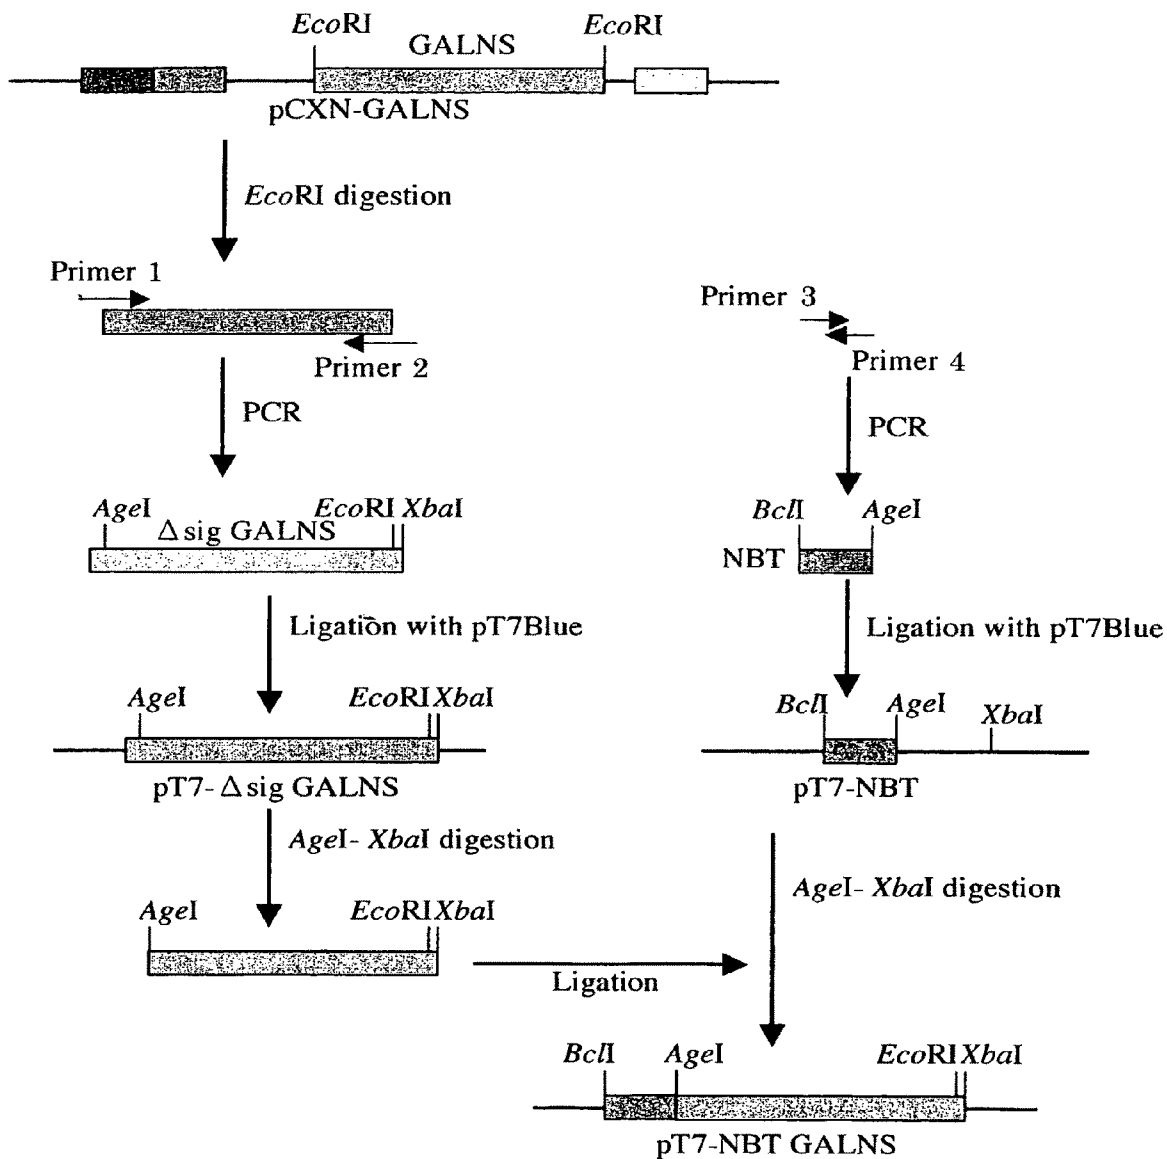 EcoRI GALNS EcoRI
pCXN-GALNS
EcoRI digestion
Primer 1
Primer 2
PCR
Primer 3
Primer 4
PCR
AgeI EcoRI XbaI
Δsig GALNS
BclI AgeI
NBT
Ligation with pT7Blue
Ligation with pT7Blue
AgeI EcoRI XbaI
pT7-Δsig GALNS
BclI AgeI XbaI
pT7-NBT
AgeI-XbaI digestion
AgeI-XbaI digestion
AgeI EcoRI XbaI
Ligation
BclI AgeI EcoRI XbaI
pT7-NBT GALNS